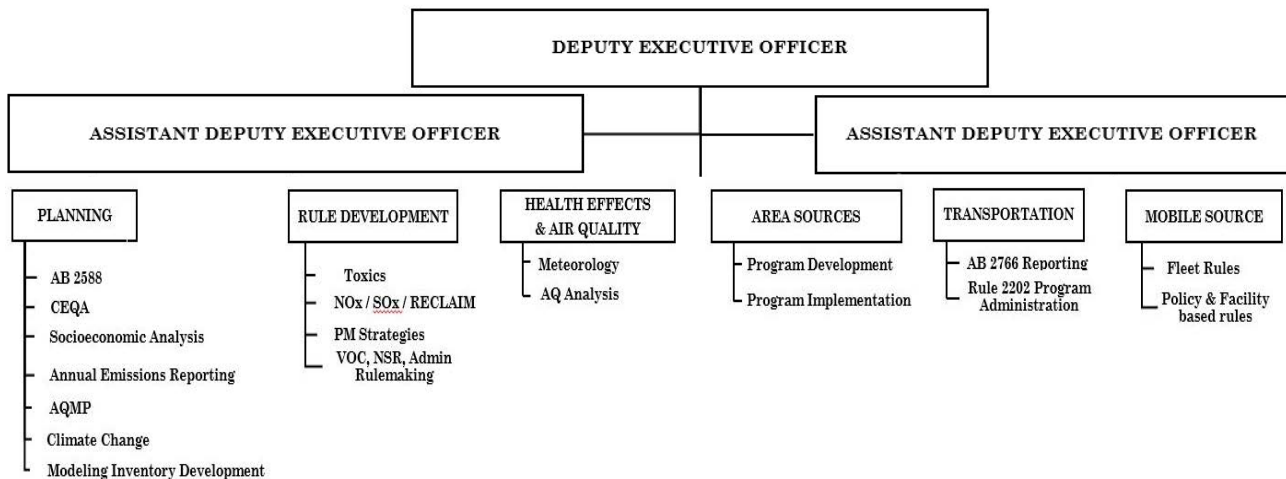 DEPUTY EXECUTIVE OFFICER
ASSISTANT DEPUTY EXECUTIVE OFFICER
ASSISTANT DEPUTY EXECUTIVE OFFICER
PLANNING
AB 2588
CEQA
Socioeconomic Analysis
Annual Emissions Reporting
AQMP
Climate Change
Modeling Inventory Development
RULE DEVELOPMENT
Toxics
NOx / SOx / RECLAIM
PM Strategies
VOC, NSR, Admin
Rulemaking
HEALTH EFFECTS
& AIR QUALITY
Meteorology
AQ Analysis
AREA SOURCES
Program Development
Program Implementation
TRANSPORTATION
AB 2766 Reporting
Rule 2202 Program
Administration
MOBILE SOURCE
Fleet Rules
Policy & Facility
based rules